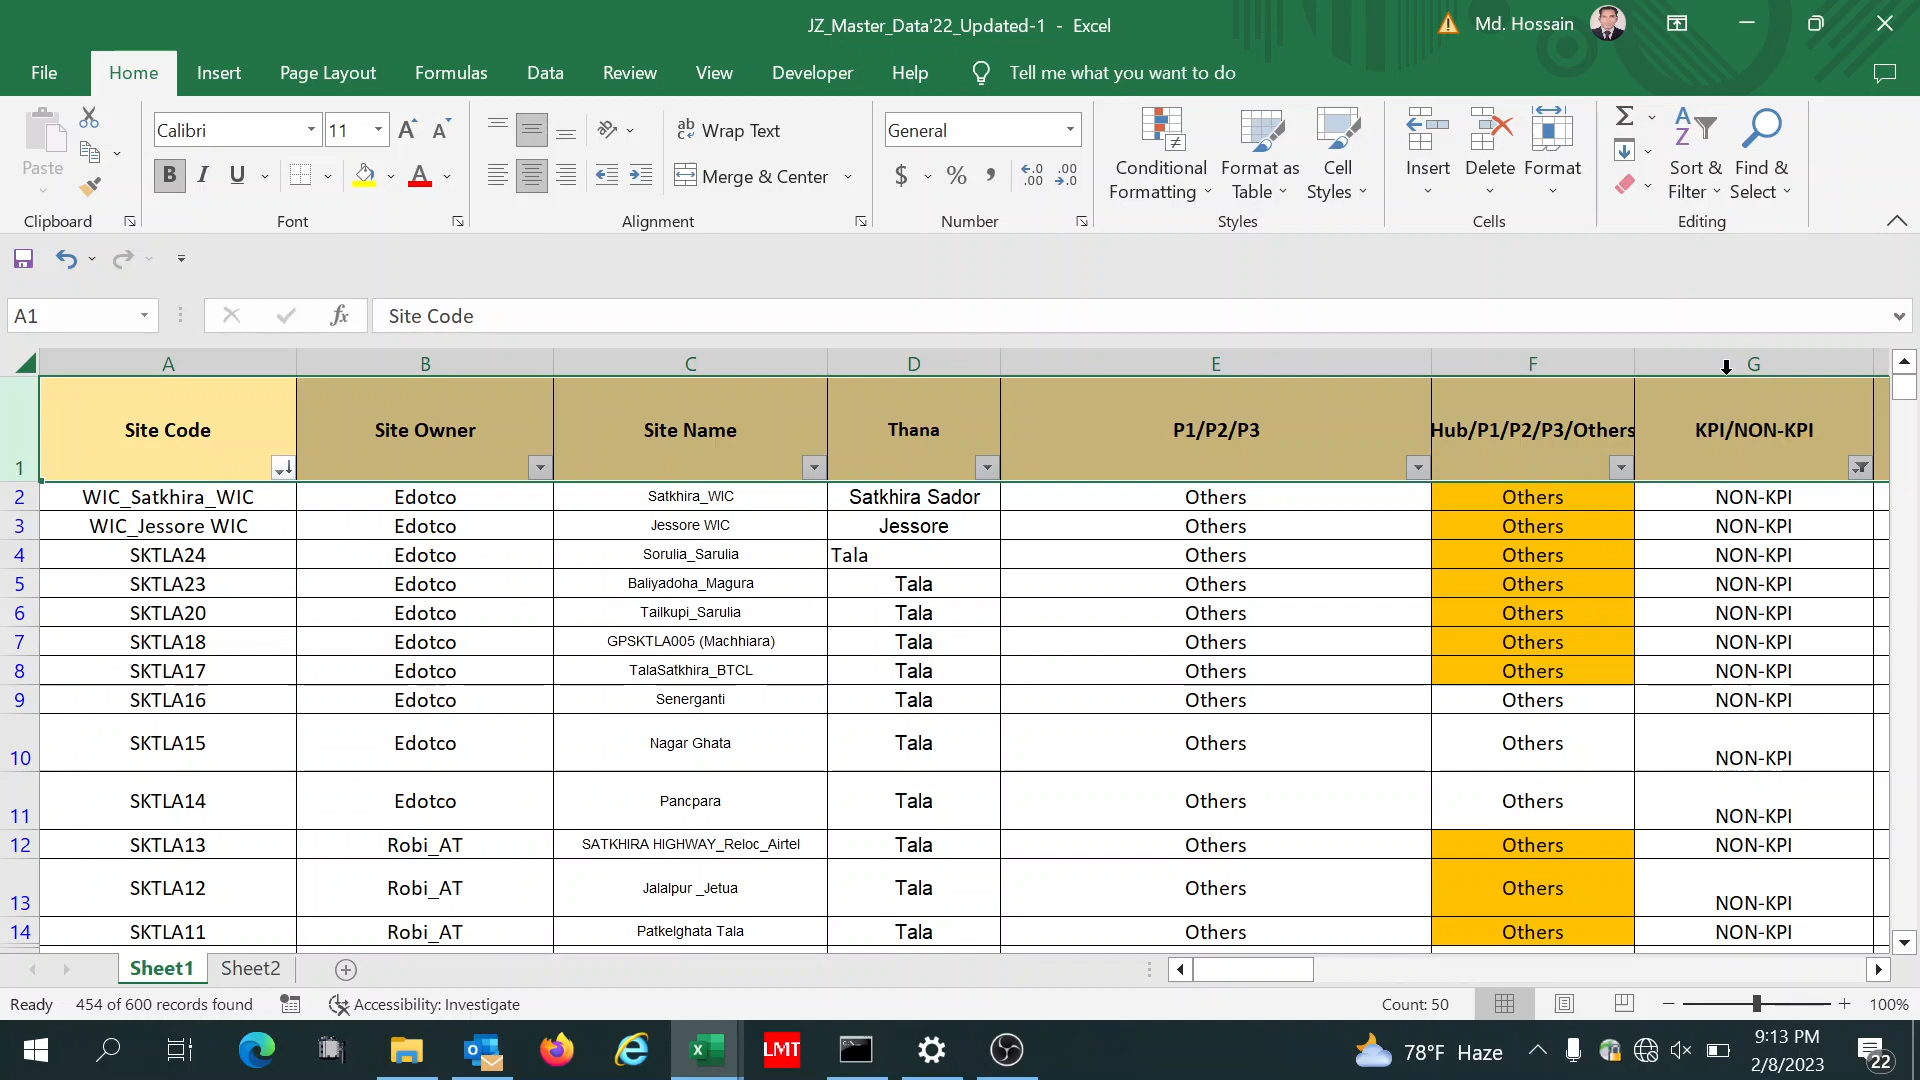 JZ_Master_Data'22_Updated-1 - Excel
Md. Hossain
File Home Insert Page Layout Formulas Data Review View Developer Help Tell me what you want to do
Calibri 11 ab Wrap Text General
Paste B I U A Merge & Center $ % , Conditional Formatting Format as Table Cell Styles Insert Delete Format Sort & Filter Find & Select
Clipboard Font Alignment Number Styles Cells Editing
A1 fx Site Code
A B C D E F G
1 Site Code Site Owner Site Name Thana P1/P2/P3 Hub/P1/P2/P3/Others KPI/NON-KPI
2 WIC_Satkhira_WIC Edotco Satkhira_WIC Satkhira Sador Others Others NON-KPI
3 WIC_Jessore WIC Edotco Jessore WIC Jessore Others Others NON-KPI
4 SKTLA24 Edotco Sorulia_Sarulia Tala Others Others NON-KPI
5 SKTLA23 Edotco Baliyadoha_Magura Tala Others Others NON-KPI
6 SKTLA20 Edotco Tailkupi_Sarulia Tala Others Others NON-KPI
7 SKTLA18 Edotco GPSKTLA005 (Machhiara) Tala Others Others NON-KPI
8 SKTLA17 Edotco TalaSatkhira_BTCL Tala Others Others NON-KPI
9 SKTLA16 Edotco Senerganti Tala Others Others NON-KPI
10 SKTLA15 Edotco Nagar Ghata Tala Others Others NON-KPI
11 SKTLA14 Edotco Pancpara Tala Others Others NON-KPI
12 SKTLA13 Robi_AT SATKHIRA HIGHWAY_Reloc_Airtel Tala Others Others NON-KPI
13 SKTLA12 Robi_AT Jalalpur _Jetua Tala Others Others NON-KPI
14 SKTLA11 Robi_AT Patkelghata Tala Tala Others Others NON-KPI
Sheet1 Sheet2
Ready 454 of 600 records found Accessibility: Investigate Count: 50 100%
LMT 78°F Haze 9:13 PM
2/8/2023 22